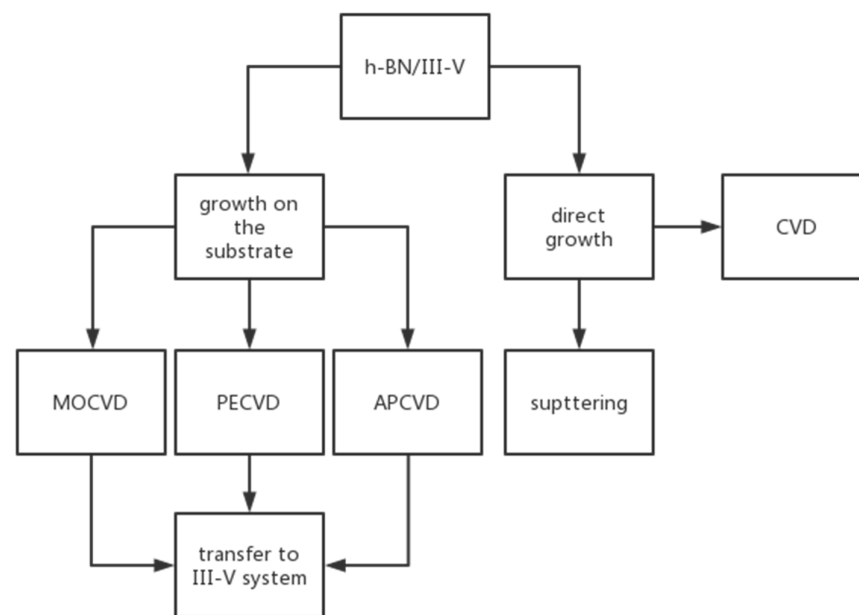 h-BN/III-V
growth on
the
substrate
direct
growth
CVD
MOCVD
PECVD
APCVD
supttering
transfer to
III-V system